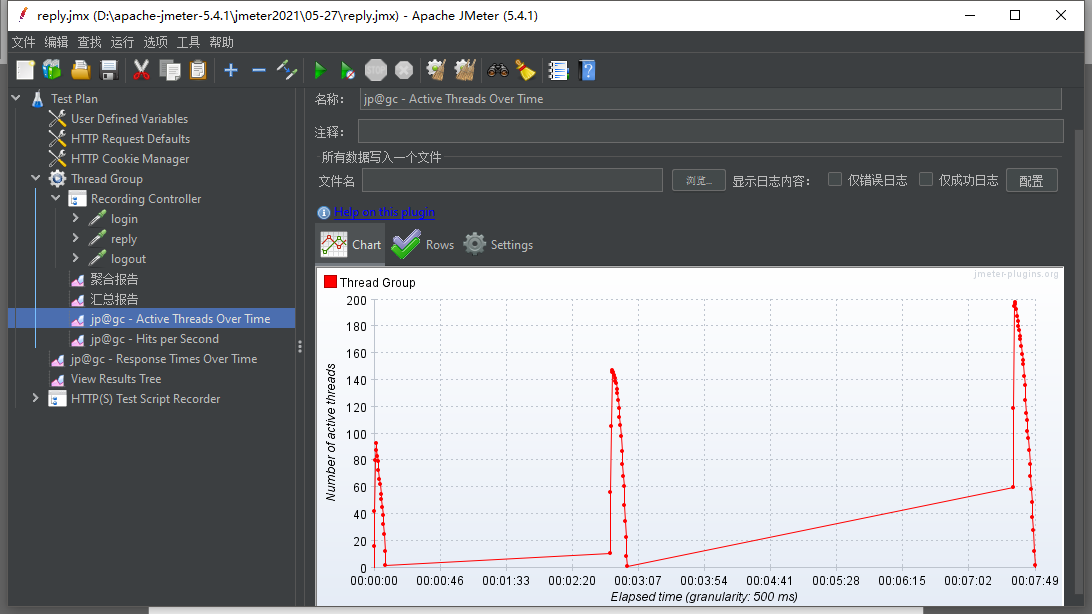 reply.jmx (D:\apache-jmeter-5.4.1\jmeter2021\05-27\reply.jmx) - Apache JMeter (5.4.1)
文件 编辑 查找 运行 选项 工具 帮助
STOP
Test Plan
User Defined Variables
HTTP Request Defaults
HTTP Cookie Manager
Thread Group
Recording Controller
login
reply
logout
聚合报告
汇总报告
jp@gc - Active Threads Over Time
jp@gc - Hits per Second
jp@gc - Response Times Over Time
View Results Tree
HTTP(S) Test Script Recorder
名称： jp@gc - Active Threads Over Time
注释：
所有数据写入一个文件
文件名 浏览... 显示日志内容： 仅错误日志 仅成功日志 配置
Help on this plugin
Chart Rows Settings
jmeter-plugins.org
Thread Group
Number of active threads
200
180
160
140
120
100
80
60
40
20
0
00:00:00 00:00:46 00:01:33 00:02:20 00:03:07 00:03:54 00:04:41 00:05:28 00:06:15 00:07:02 00:07:49
Elapsed time (granularity: 500 ms)